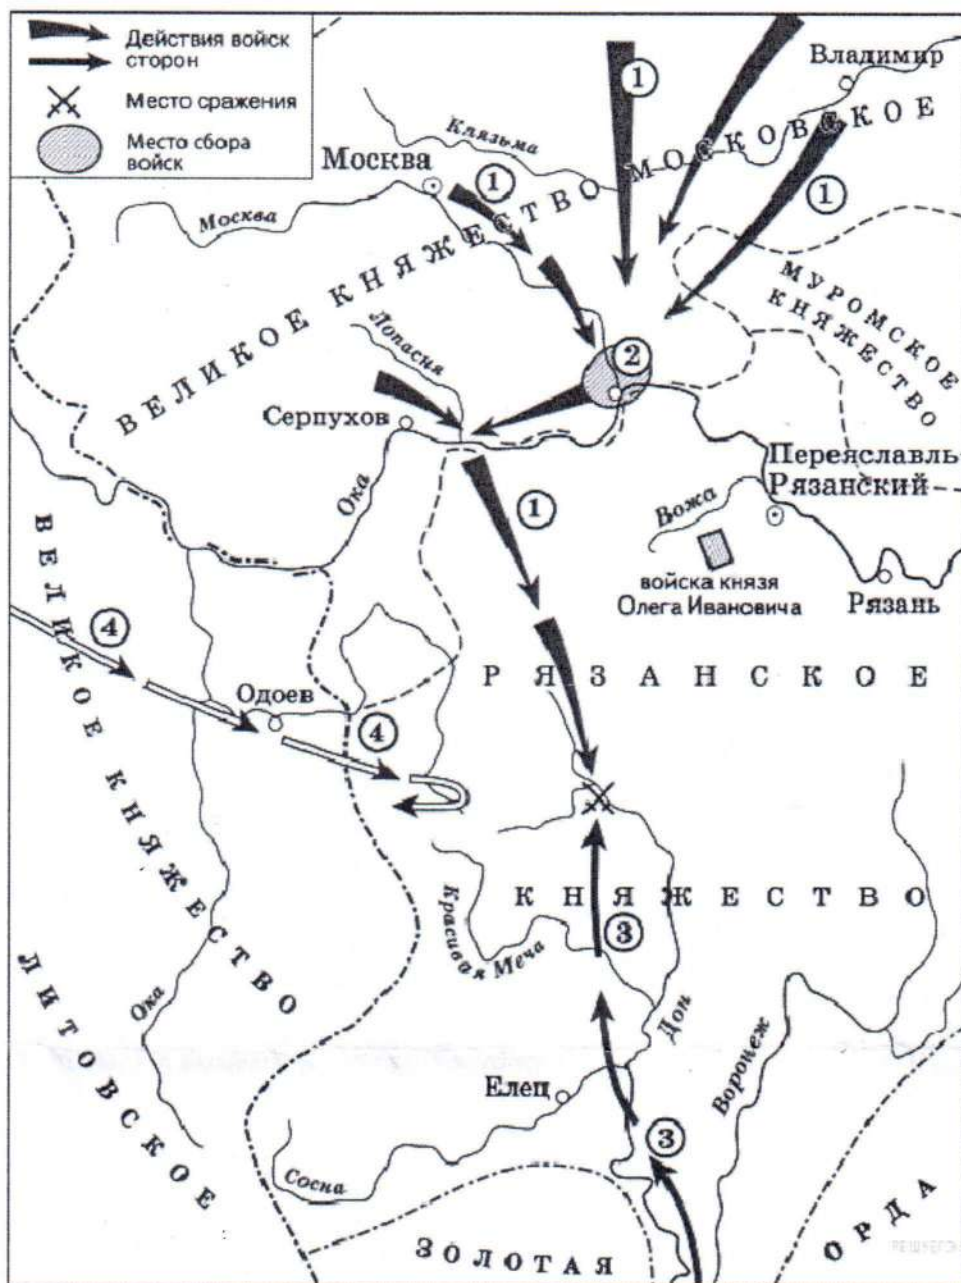 Действия войск
сторон
Место сражения
Место сбора
войск
Владимир
Клязьма
Москва
Москва
ВЕЛИКОЕ КНЯЖЕСТВО МОСКОВСКОЕ
1
1
1
МУРОМСКОЕ
КНЯЖЕСТВО
Лопасня
2
Серпухов
Переяславль-
Рязанский
Ока
1
Вожа
войска князя
Олега Ивановича
Рязань
4
РЯЗАНСКОЕ
Одоев
4
КНЯЖЕСТВО
Красивая Меча
3
ВЕЛИКОЕ КНЯЖЕСТВО
ЛИТОВСКОЕ
Ока
Дон
Воронеж
Елец
3
Сосна
ЗОЛОТАЯ
ОРДА